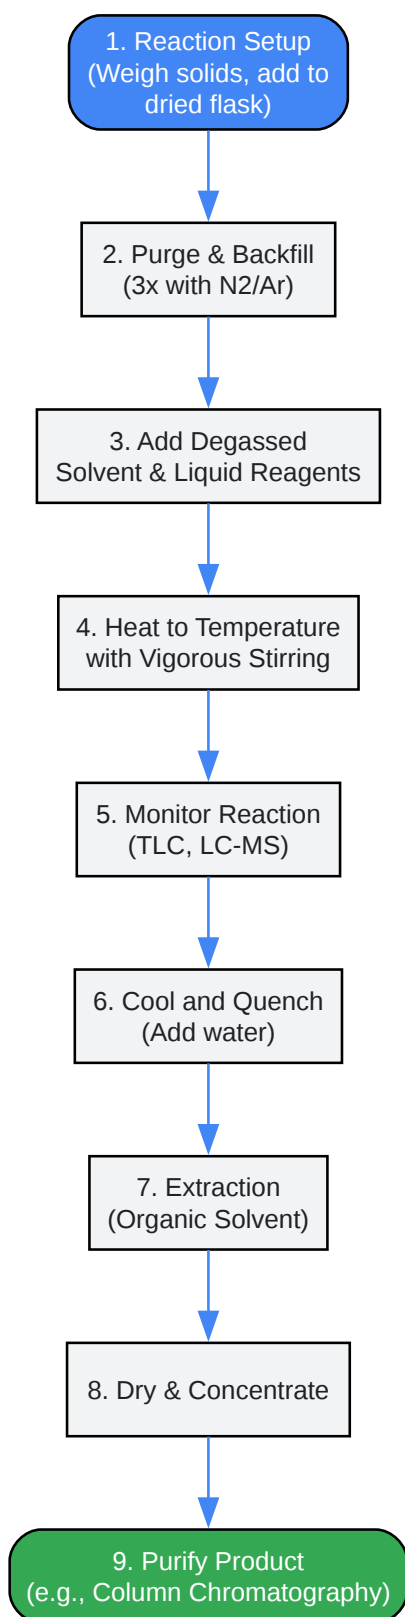 1. Reaction Setup
(Weigh solids, add to
dried flask)
2. Purge & Backfill
(3x with N2/Ar)
3. Add Degassed
Solvent & Liquid Reagents
4. Heat to Temperature
with Vigorous Stirring
5. Monitor Reaction
(TLC, LC-MS)
6. Cool and Quench
(Add water)
7. Extraction
(Organic Solvent)
8. Dry & Concentrate
9. Purify Product
(e.g., Column Chromatography)